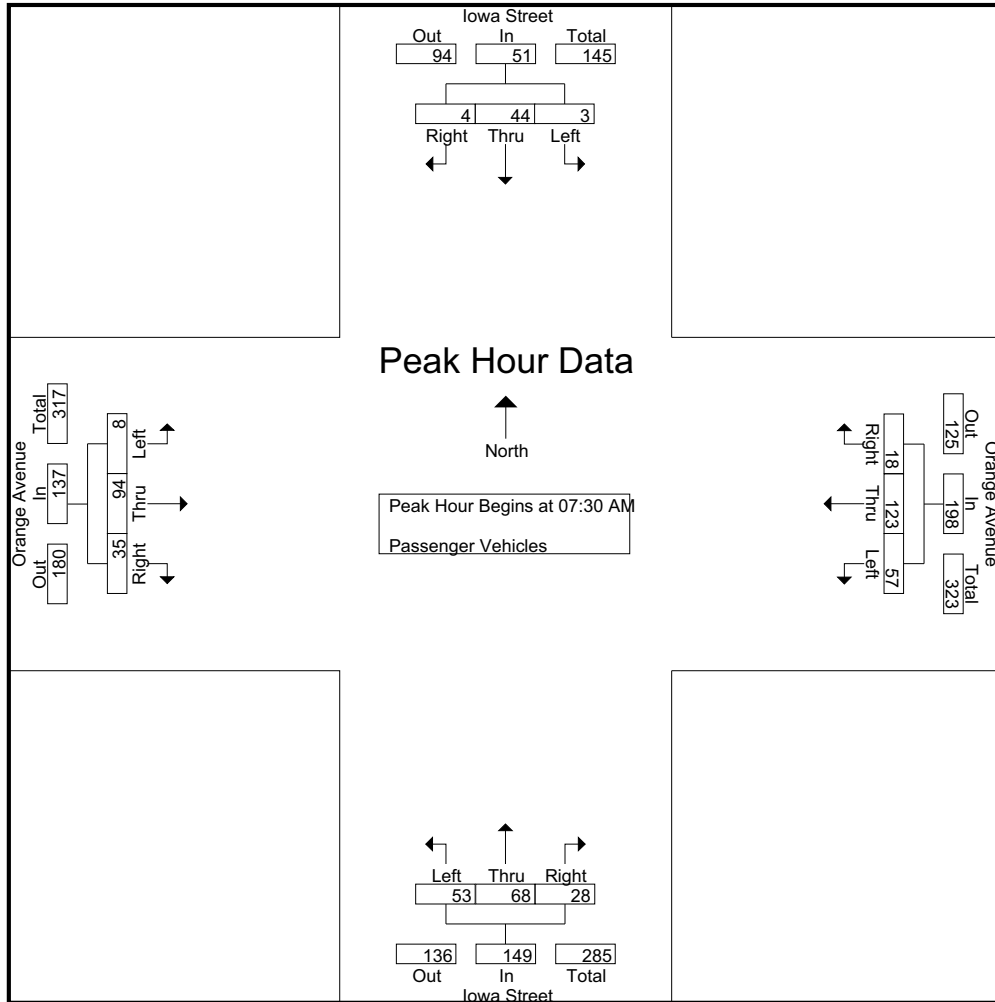 Iowa Street
Out In Total
94 51 145
4 44 3
Right Thru Left
Peak Hour Data
North
Peak Hour Begins at 07:30 AM
Passenger Vehicles
Orange Avenue
Out In Total
180 137 317
35 94 8
Right Thru Left
Orange Avenue
Out In Total
125 198 323
18 123 57
Right Thru Left
Left Thru Right
53 68 28
136 149 285
Out In Total
Iowa Street